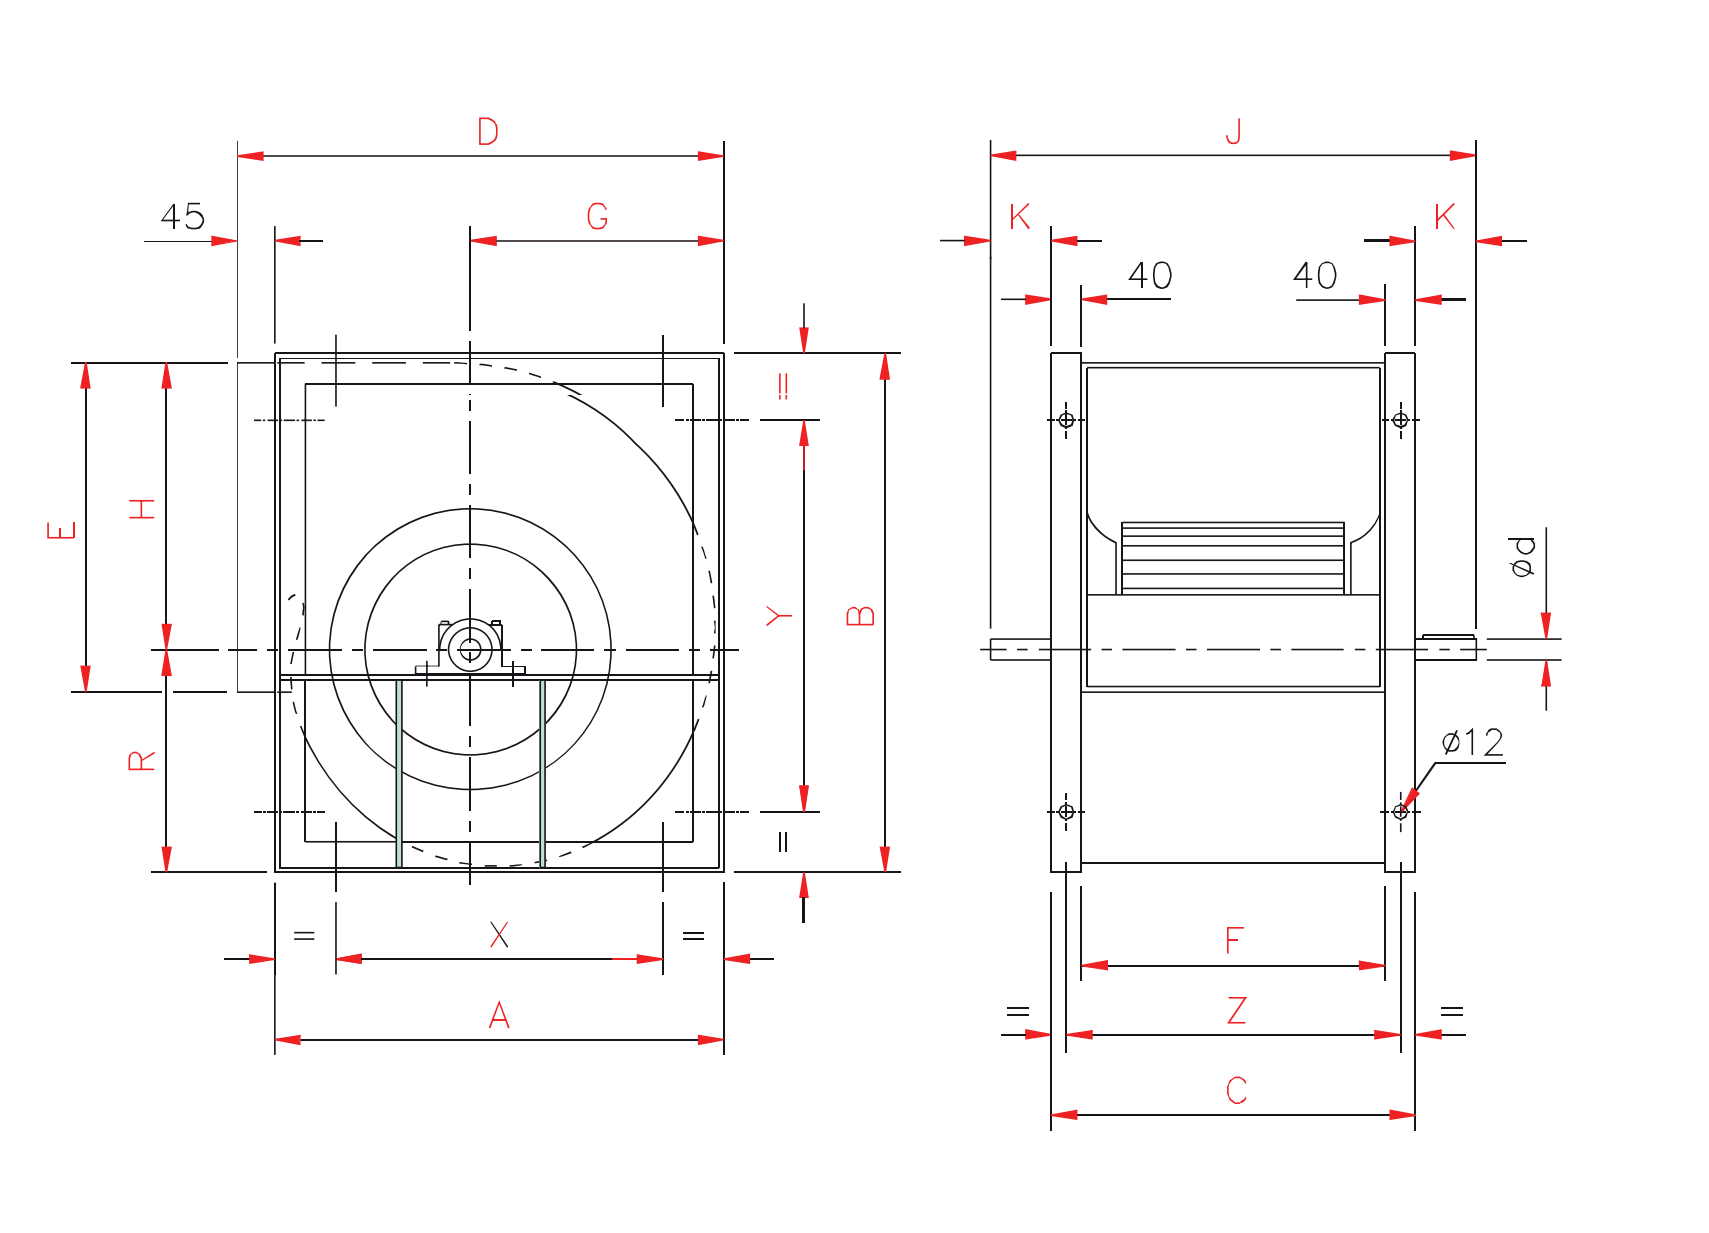 D
J
45
G
K
K
40
40
=
H
E
ød
Y
B
R
ø12
=
=
X
=
F
A
=
Z
=
C